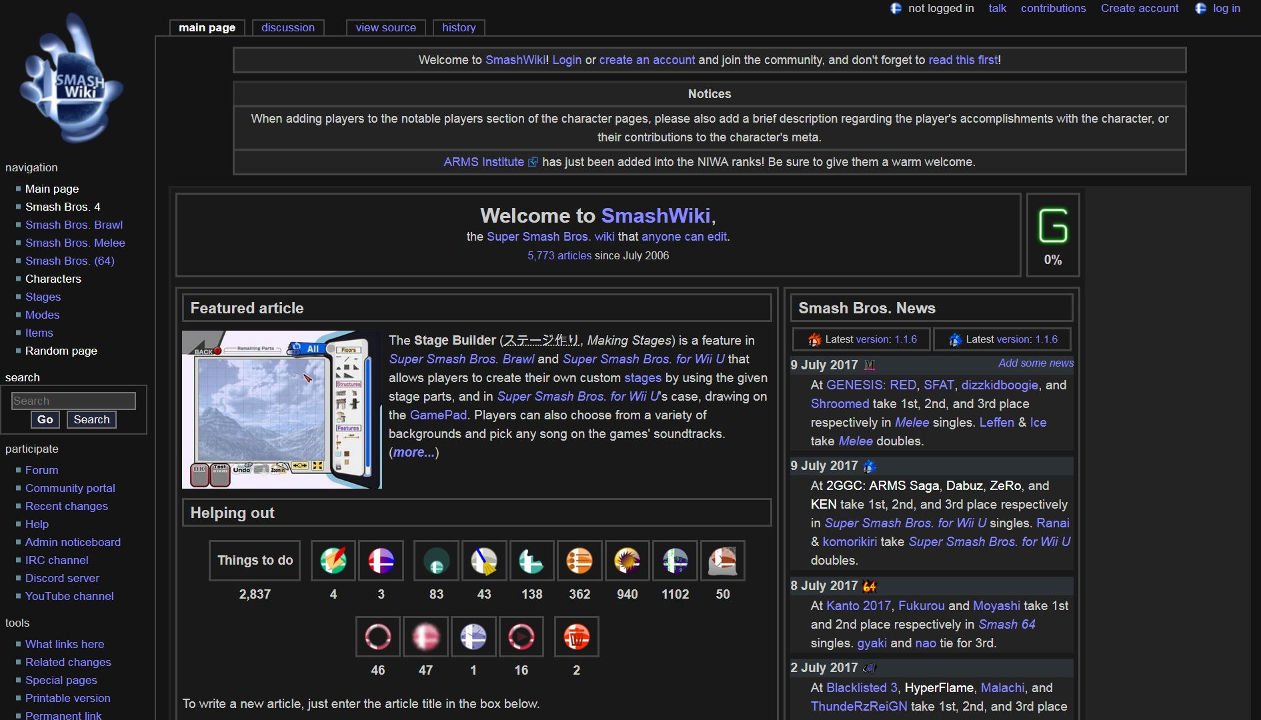 not logged in talk contributions Create account log in
main page discussion view source history
SMASH
Wiki
Welcome to SmashWiki! Login or create an account and join the community, and don't forget to read this first!
Notices
When adding players to the notable players section of the character pages, please also add a brief description regarding the player's accomplishments with the character, or
their contributions to the character's meta.
ARMS Institute has just been added into the NIWA ranks! Be sure to give them a warm welcome.
navigation
Main page
Smash Bros. 4
Smash Bros. Brawl
Smash Bros. Melee
Smash Bros. (64)
Characters
Stages
Modes
Items
Random page
search
Search
Go Search
participate
Forum
Community portal
Recent changes
Help
Admin noticeboard
IRC channel
Discord server
YouTube channel
tools
What links here
Related changes
Special pages
Printable version
Permanent link
Welcome to SmashWiki,
the Super Smash Bros. wiki that anyone can edit.
5,773 articles since July 2006
G
0%
Featured article
BACK
Remaining Parts
All
Floors
Structures
Features
Undo
Zoom
The Stage Builder (ステージ作り, Making Stages) is a feature in
Super Smash Bros. Brawl and Super Smash Bros. for Wii U that
allows players to create their own custom stages by using the given
stage parts, and in Super Smash Bros. for Wii U's case, drawing on
the GamePad. Players can also choose from a variety of
backgrounds and pick any song on the games' soundtracks.
(more...)
Helping out
Things to do
2,837 4 3 83 43 138 362 940 1102 50
46 47 1 16 2
To write a new article, just enter the article title in the box below.
Smash Bros. News
Latest version: 1.1.6 Latest version: 1.1.6
9 July 2017 Add some news
At GENESIS: RED, SFAT, dizzkidboogie, and
Shroomed take 1st, 2nd, and 3rd place
respectively in Melee singles. Leffen & Ice
take Melee doubles.
9 July 2017
At 2GGC: ARMS Saga, Dabuz, ZeRo, and
KEN take 1st, 2nd, and 3rd place respectively
in Super Smash Bros. for Wii U singles. Ranai
& komorikiri take Super Smash Bros. for Wii U
doubles.
8 July 2017 64
At Kanto 2017, Fukurou and Moyashi take 1st
and 2nd place respectively in Smash 64
singles. gyaki and nao tie for 3rd.
2 July 2017
At Blacklisted 3, HyperFlame, Malachi, and
ThundeRzReiGN take 1st, 2nd, and 3rd place